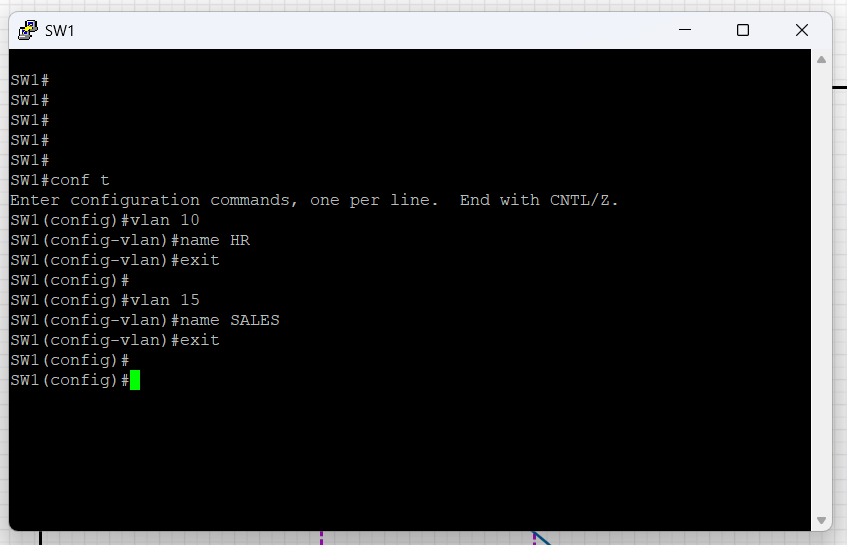 SW1
SW1#
SW1#
SW1#
SW1#
SW1#
SW1#conf t
Enter configuration commands, one per line.  End with CNTL/Z.
SW1(config)#vlan 10
SW1(config-vlan)#name HR
SW1(config-vlan)#exit
SW1(config)#
SW1(config)#vlan 15
SW1(config-vlan)#name SALES
SW1(config-vlan)#exit
SW1(config)#
SW1(config)#